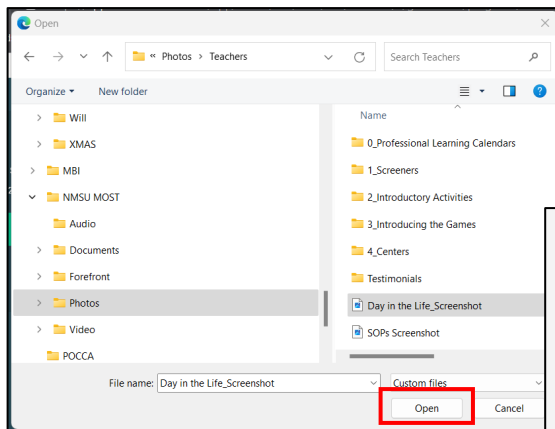 Open
« Photos > Teachers
Search Teachers
Organize
New folder
Will
XMAS
MBI
NMSU MOST
Audio
Documents
Forefront
Photos
Video
POCCA
Name
0_Professional Learning Calendars
1_Screeners
2_Introductory Activities
3_Introducing the Games
4_Centers
Testimonials
Day in the Life_Screenshot
SOPs Screenshot
File name: Day in the Life_Screenshot
Custom files
Open
Cancel